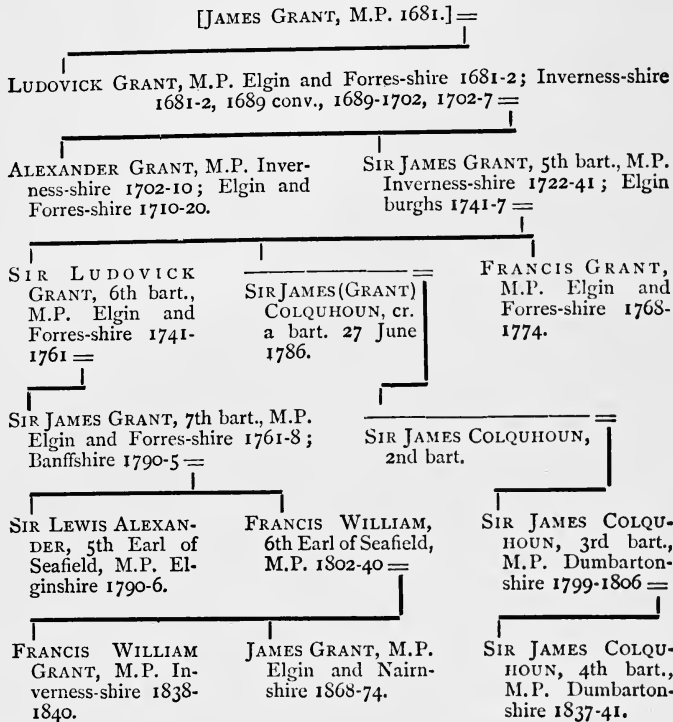 [JAMES GRANT, M.P. 1681.] =
LUDOVICK GRANT, M.P. Elgin and Forres-shire 1681-2; Inverness-shire
1681-2, 1689 conv., 1689-1702, 1702-7 =
ALEXANDER GRANT, M.P. Inver-
ness-shire 1702-10; Elgin and
Forres-shire 1710-20.
SIR JAMES GRANT, 5th bart., M.P.
Inverness-shire 1722-41; Elgin
burghs 1741-7 =
SIR LUDOVICK
GRANT, 6th bart.,
M.P. Elgin and
Forres-shire 1741-
1761 =
=
SIR JAMES (GRANT)
COLQUHOUN, cr.
a bart. 27 June
1786.
FRANCIS GRANT,
M.P. Elgin and
Forres-shire 1768-
1774.
SIR JAMES GRANT, 7th bart., M.P.
Elgin and Forres-shire 1761-8;
Banffshire 1790-5 =
=
SIR JAMES COLQUHOUN,
2nd bart.
SIR LEWIS ALEXAN-
DER, 5th Earl of
Seafield, M.P. El-
ginshire 1790-6.
FRANCIS WILLIAM,
6th Earl of Seafield,
M.P. 1802-40 =
SIR JAMES COLQU-
HOUN, 3rd bart.,
M.P. Dumbarton-
shire 1799-1806 =
FRANCIS WILLIAM
GRANT, M.P. In-
verness-shire 1838-
1840.
JAMES GRANT, M.P.
Elgin and Nairn-
shire 1868-74.
SIR JAMES COLQU-
HOUN, 4th bart.,
M.P. Dumbarton-
shire 1837-41.